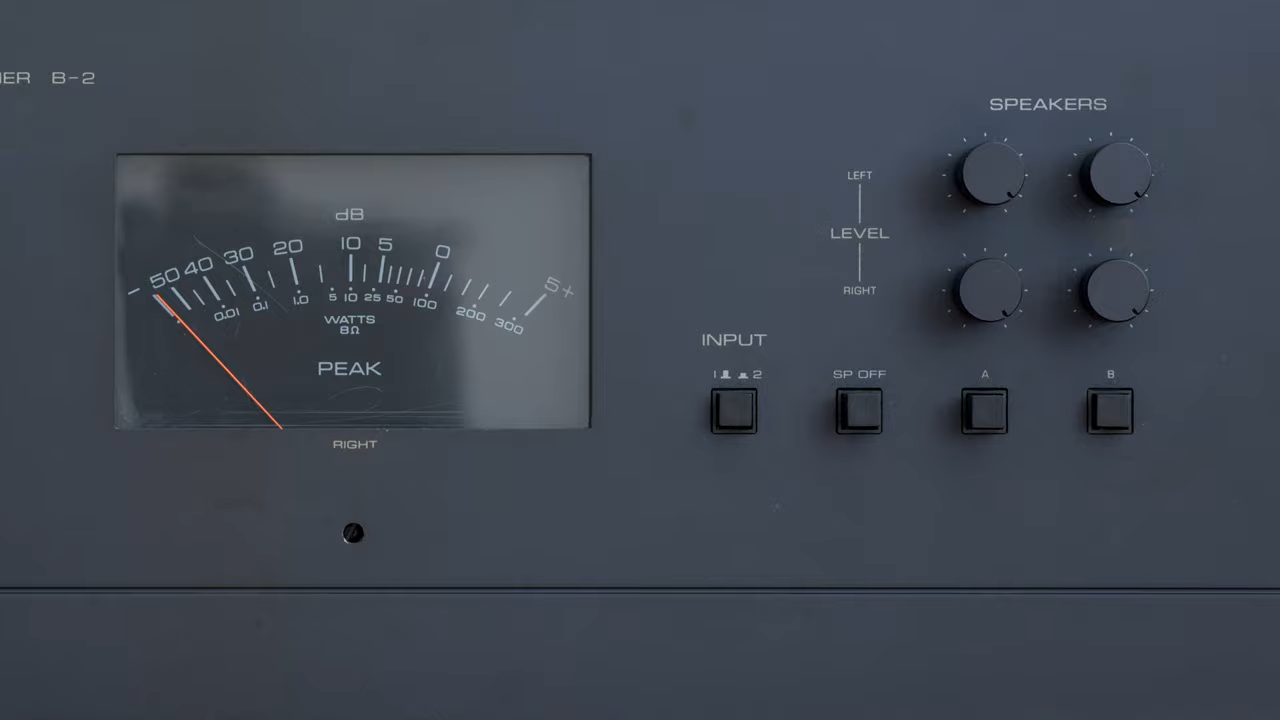 B-2
SPEAKERS
LEFT
LEVEL
RIGHT
dB
- 50 40 30 20 10 5 0 5+
0.01 0.1 1.0 5 10 25 50 100 200 300
WATTS
8Ω
PEAK
RIGHT
INPUT
1 2
SP OFF
A
B